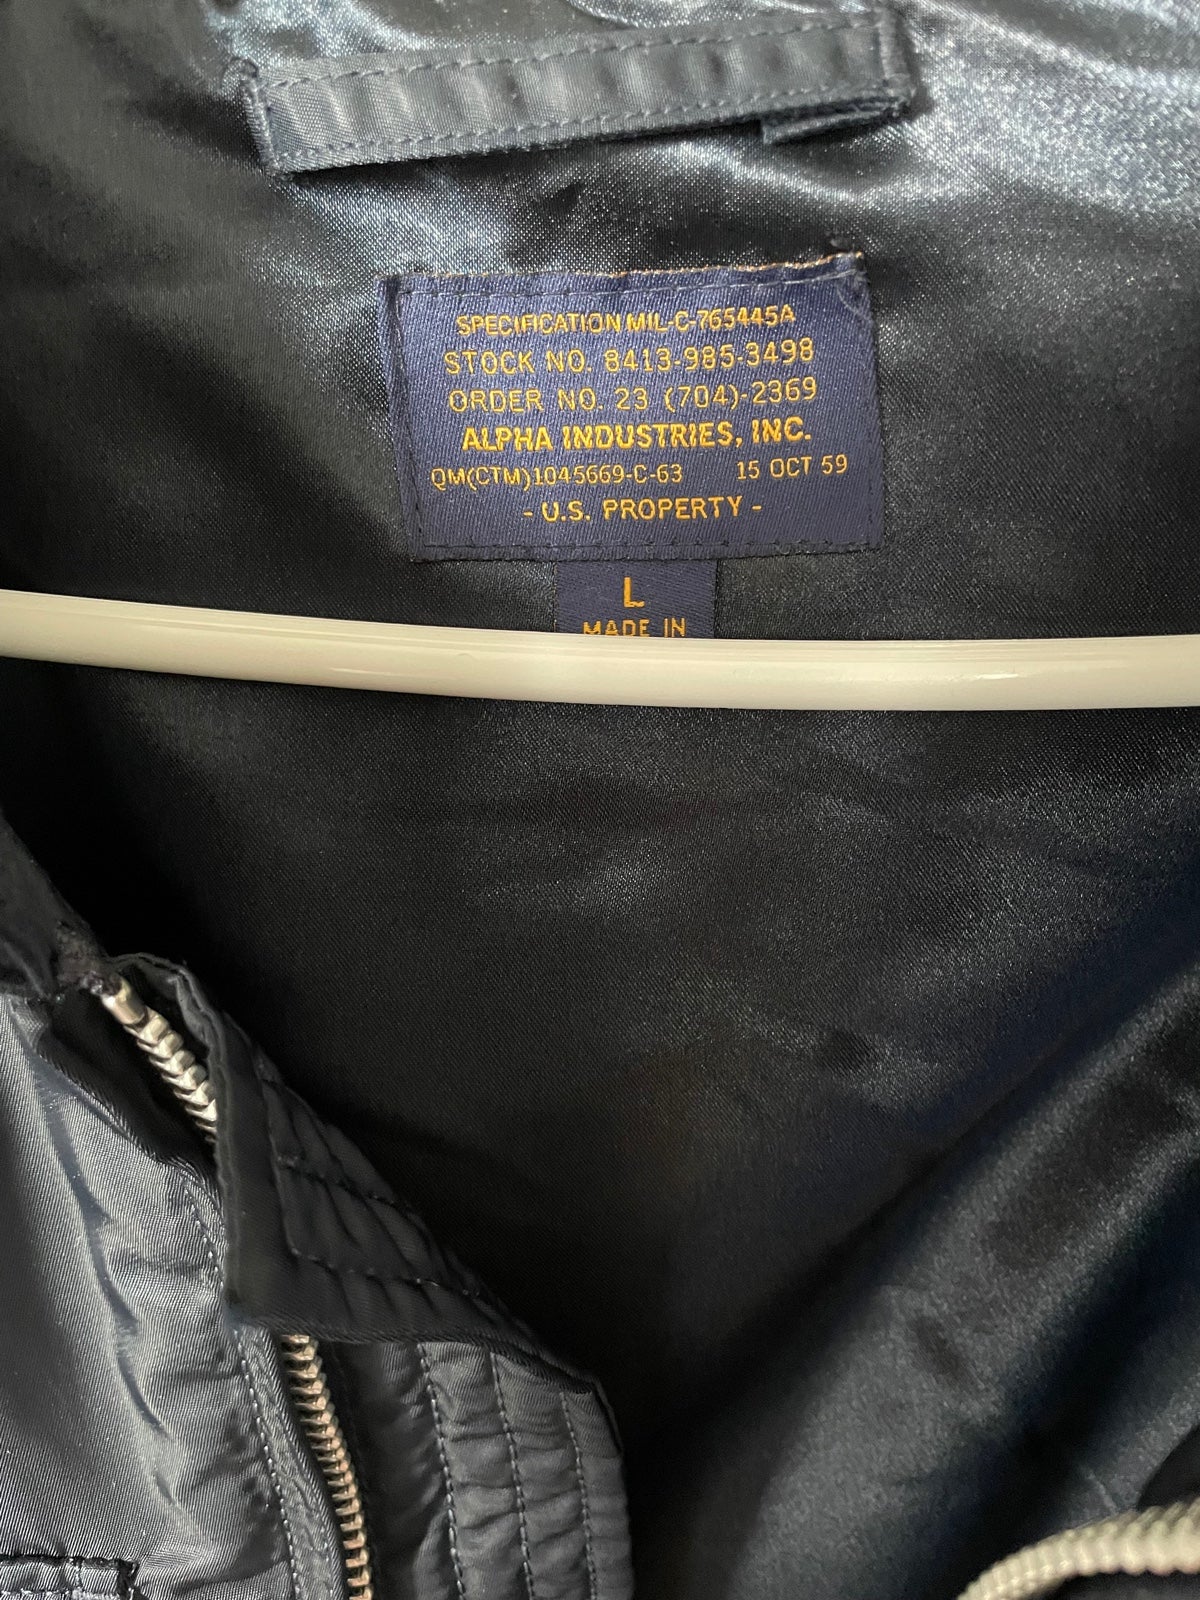 SPECIFICATION MIL-C-765445A
STOCK NO. 8413-985-3498
ORDER NO. 23 (704)-2369
ALPHA INDUSTRIES, INC.
QM(CTM)1045669-C-63 15 OCT 59
- U.S. PROPERTY -
L
MADE IN